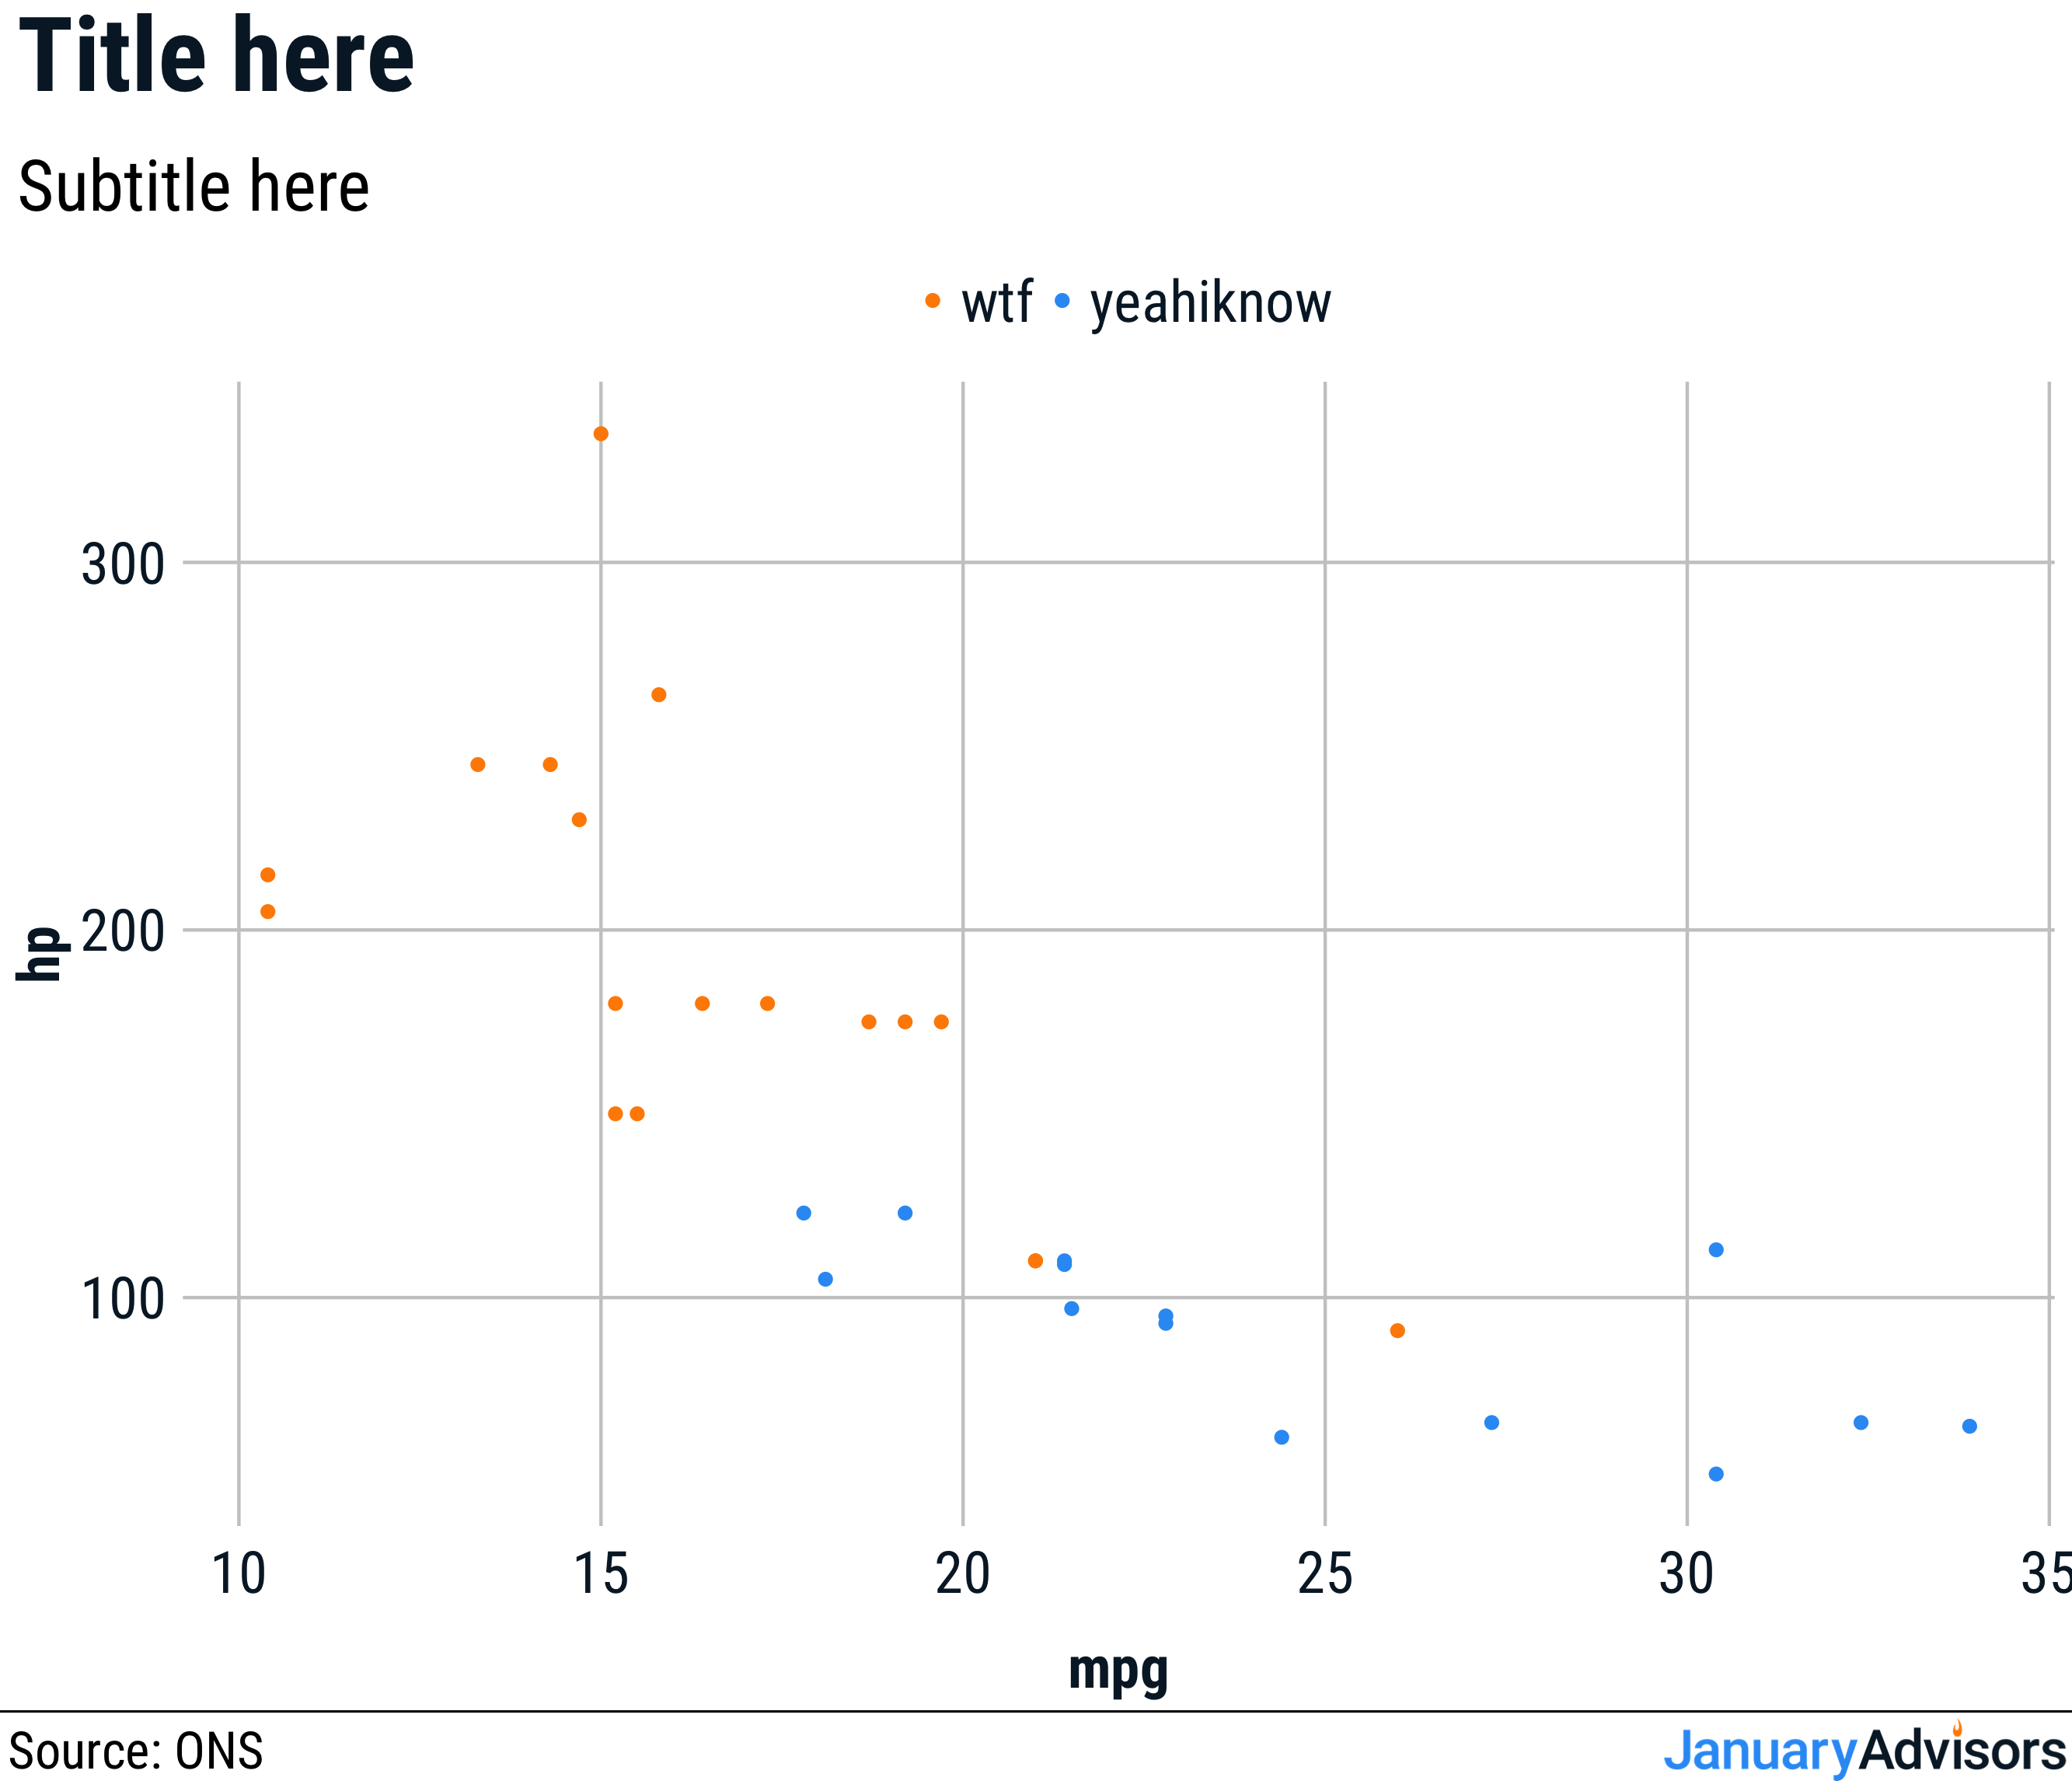 Title here
Subtitle here
wtf yeahiknow
300
200
100
hp
10 15 20 25 30 35
mpg
Source: ONS
JanuaryAdvisors